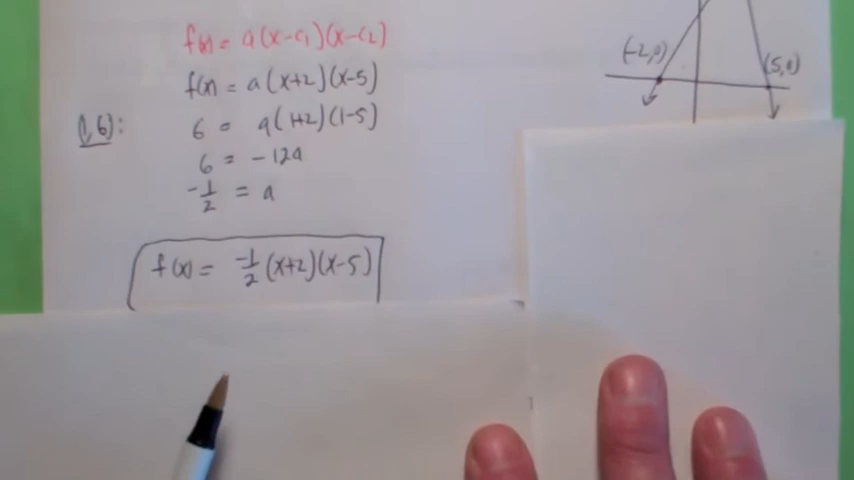 f(x) = a(x-c₁)(x-c₂)
f(x) = a(x+2)(x-5)
(1,6): 6 = a(1+2)(1-5)
6 = -12a
-1/2 = a
f(x) = -1/2 (x+2)(x-5)
(-2,0)
(5,0)